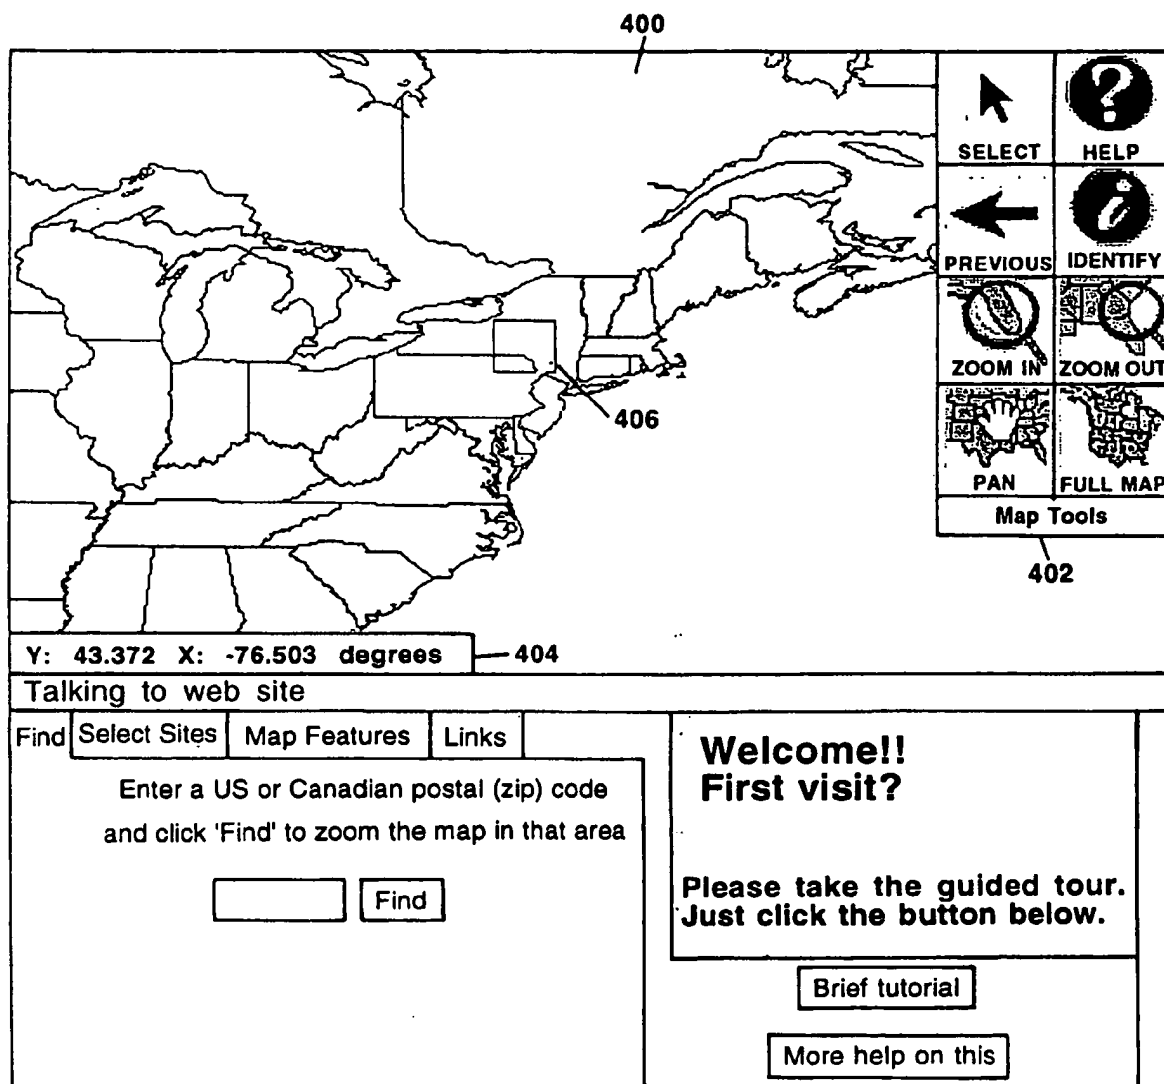 400
SELECT
HELP
PREVIOUS
IDENTIFY
ZOOM IN
ZOOM OUT
406
PAN
FULL MAP
Map Tools
402
Y: 43.372 X: -76.503 degrees
404
Talking to web site
Find
Select Sites
Map Features
Links
Welcome!!
First visit?
Enter a US or Canadian postal (zip) code
and click 'Find' to zoom the map in that area
Find
Please take the guided tour.
Just click the button below.
Brief tutorial
More help on this